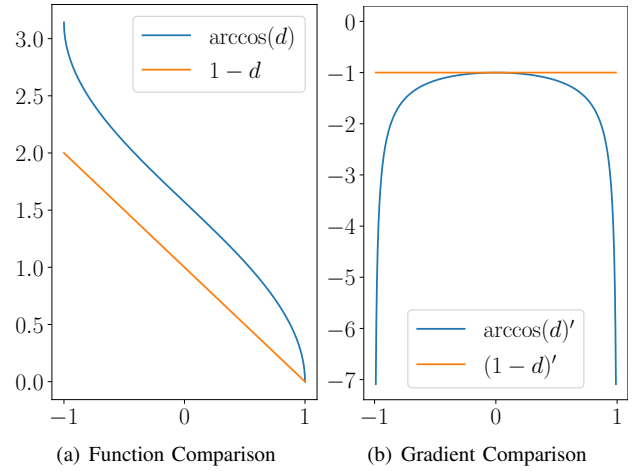 arccos(d)
1 − d
3.0
2.5
2.0
1.5
1.0
0.5
0.0
−1 0 1
(a) Function Comparison
0
−1
−2
−3
−4
−5
−6
−7
arccos(d)′
(1 − d)′
−1 0 1
(b) Gradient Comparison